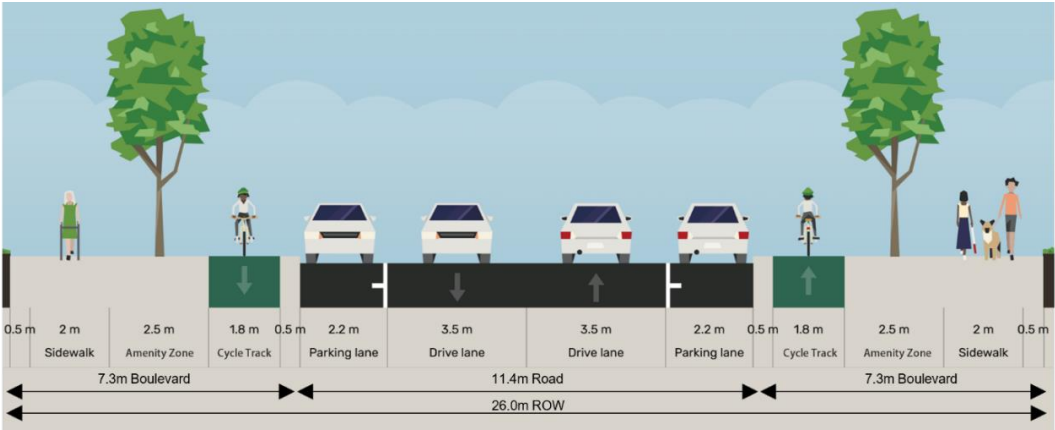 0.5 m 2 m 2.5 m 1.8 m 0.5 m 2.2 m 3.5 m 3.5 m 2.2 m 0.5 m 1.8 m 2.5 m 2 m 0.5 m
Sidewalk Amenity Zone Cycle Track Parking lane Drive lane Drive lane Parking lane Cycle Track Amenity Zone Sidewalk
7.3m Boulevard 11.4m Road 7.3m Boulevard
26.0m ROW